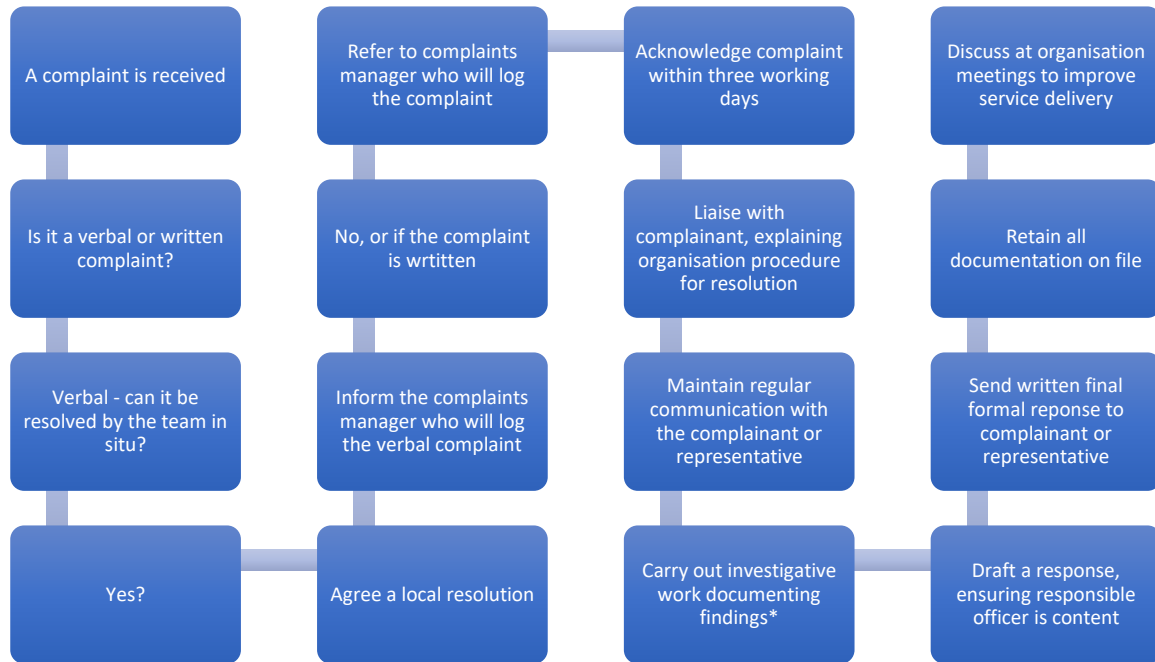 A complaint is received
Is it a verbal or written
complaint?
Verbal - can it be
resolved by the team in
situ?
Yes?
Agree a local resolution
Inform the complaints
manager who will log
the verbal complaint
No, or if the complaint
is wrtitten
Refer to complaints
manager who will log
the complaint
Acknowledge complaint
within three working
days
Liaise with
complainant, explaining
organisation procedure
for resolution
Maintain regular
communication with
the complainant or
representative
Carry out investigative
work documenting
findings*
Draft a response,
ensuring responsible
officer is content
Send written final
formal reponse to
complainant or
representative
Retain all
documentation on file
Discuss at organisation
meetings to improve
service delivery